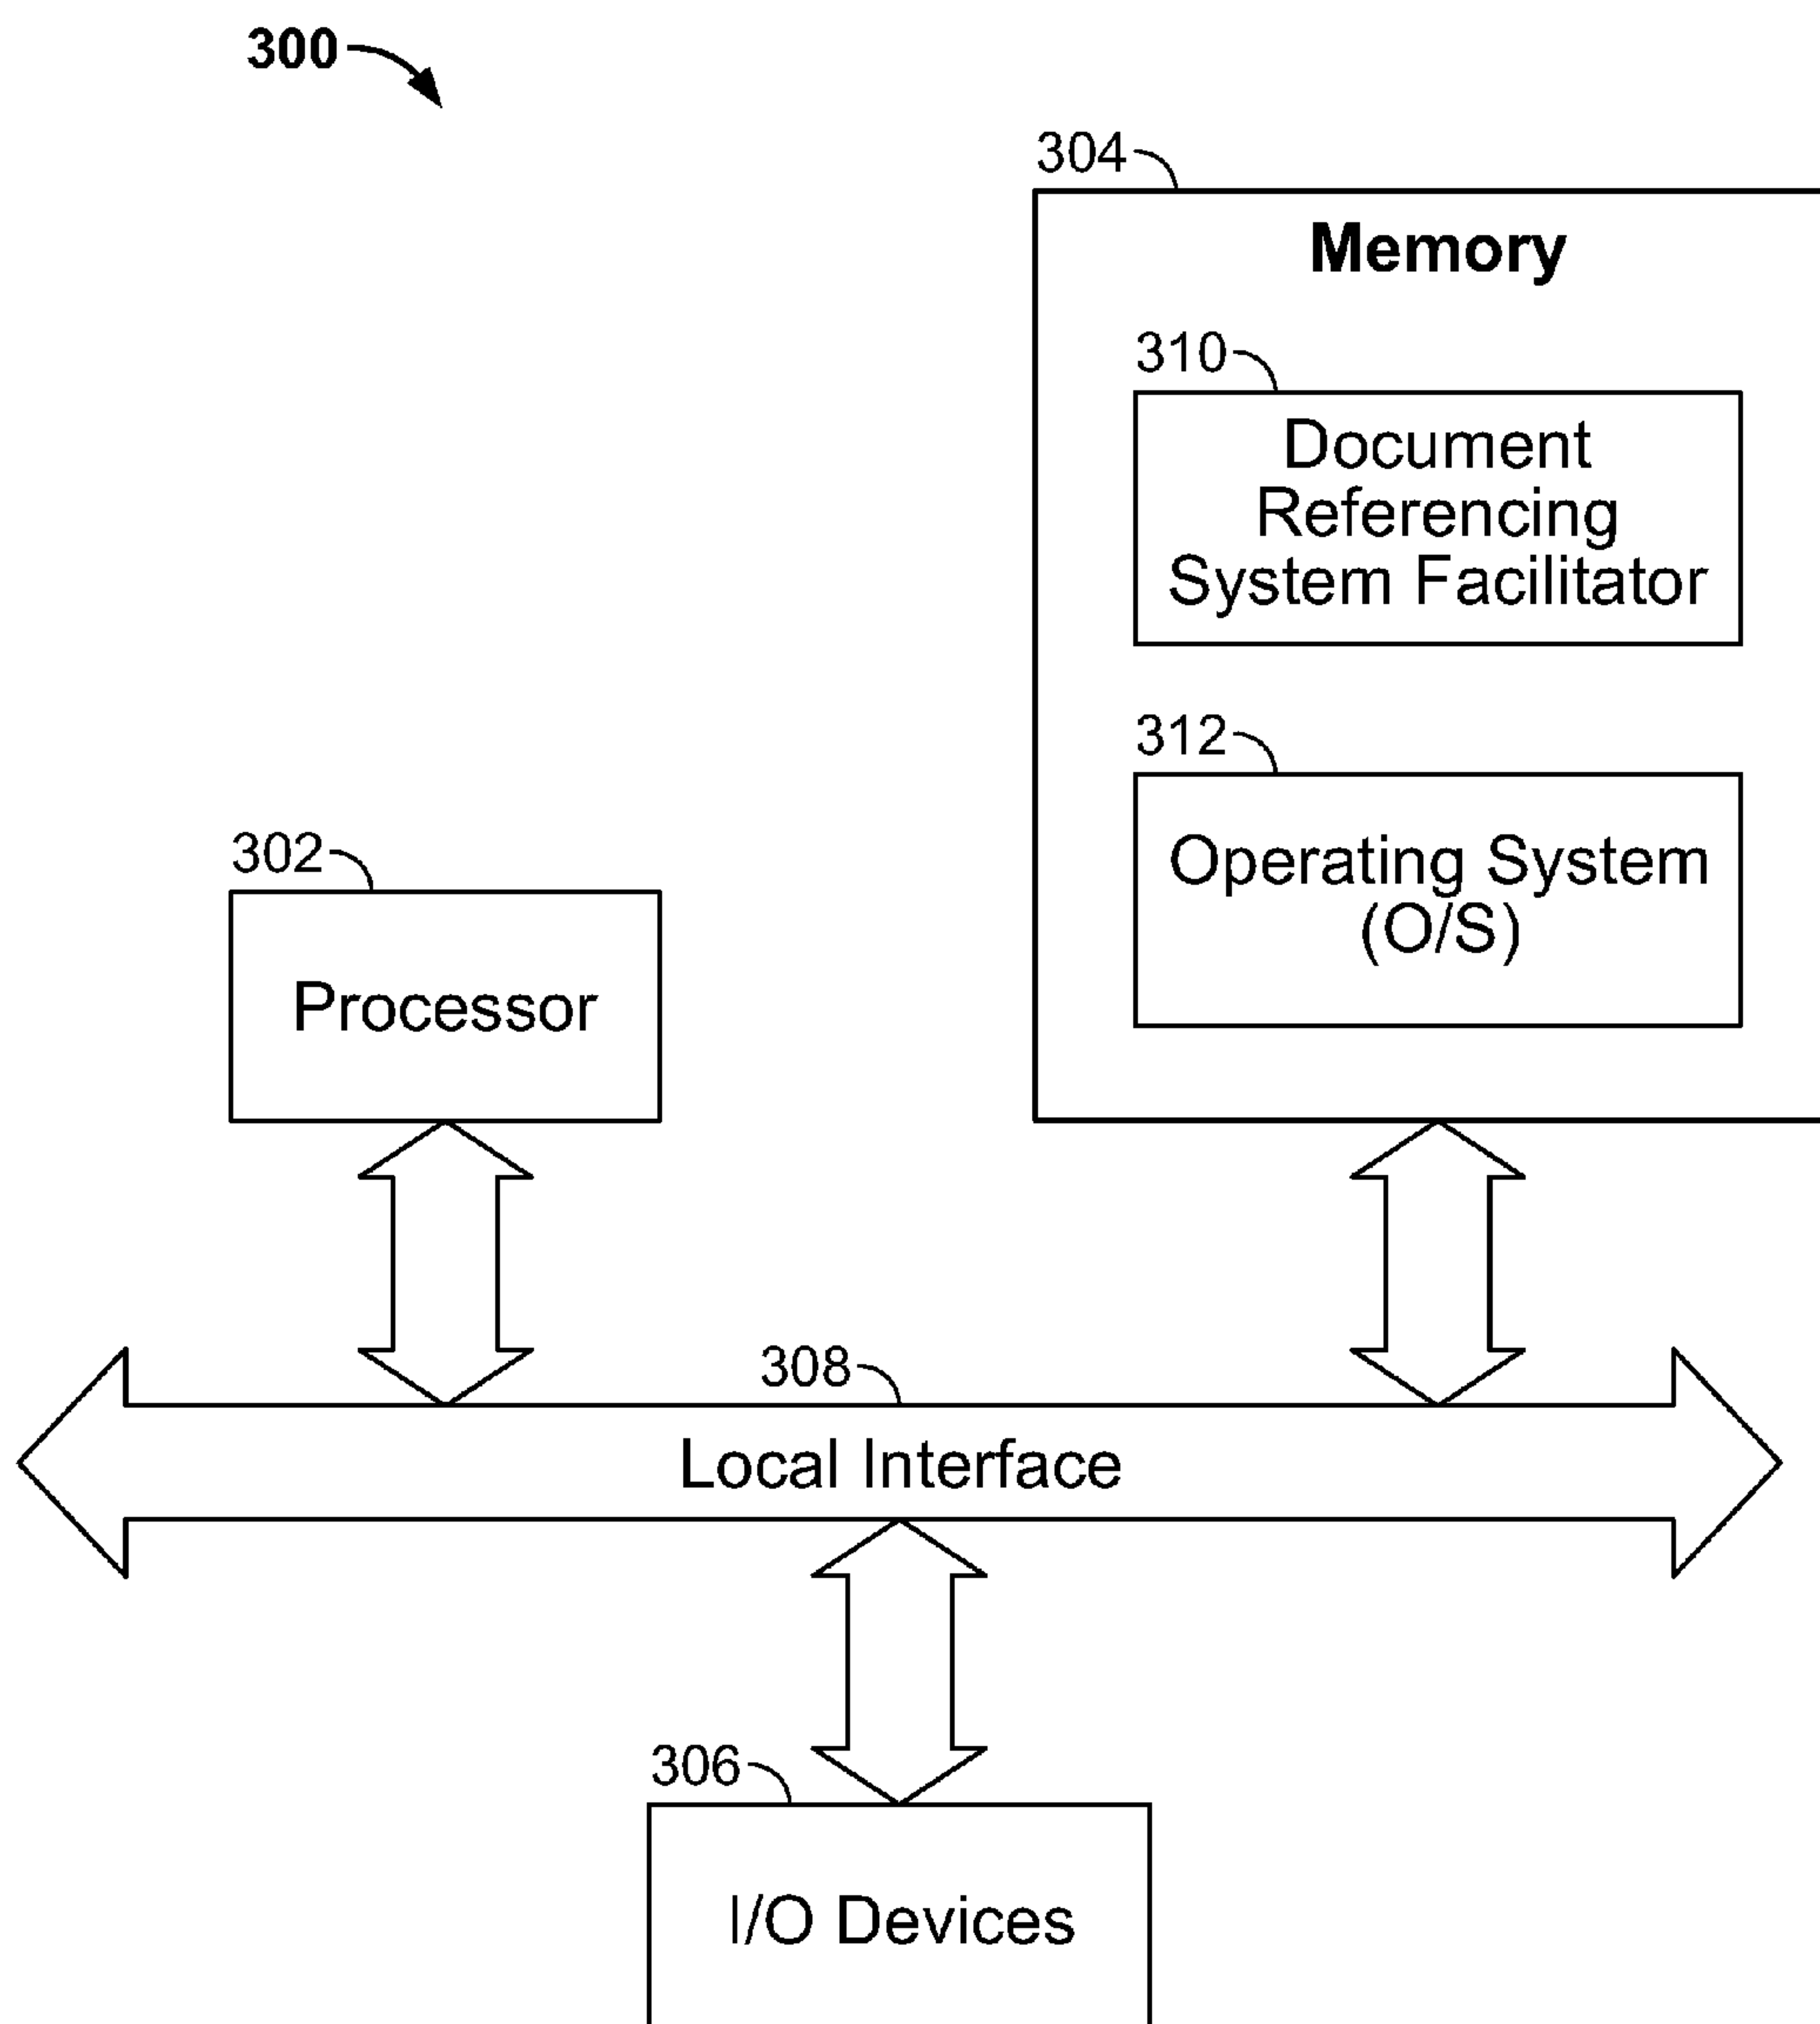 300
304
Memory
310
Document
Referencing
System Facilitator
312
Operating System
(O/S)
302
Processor
308
Local Interface
306
I/O Devices